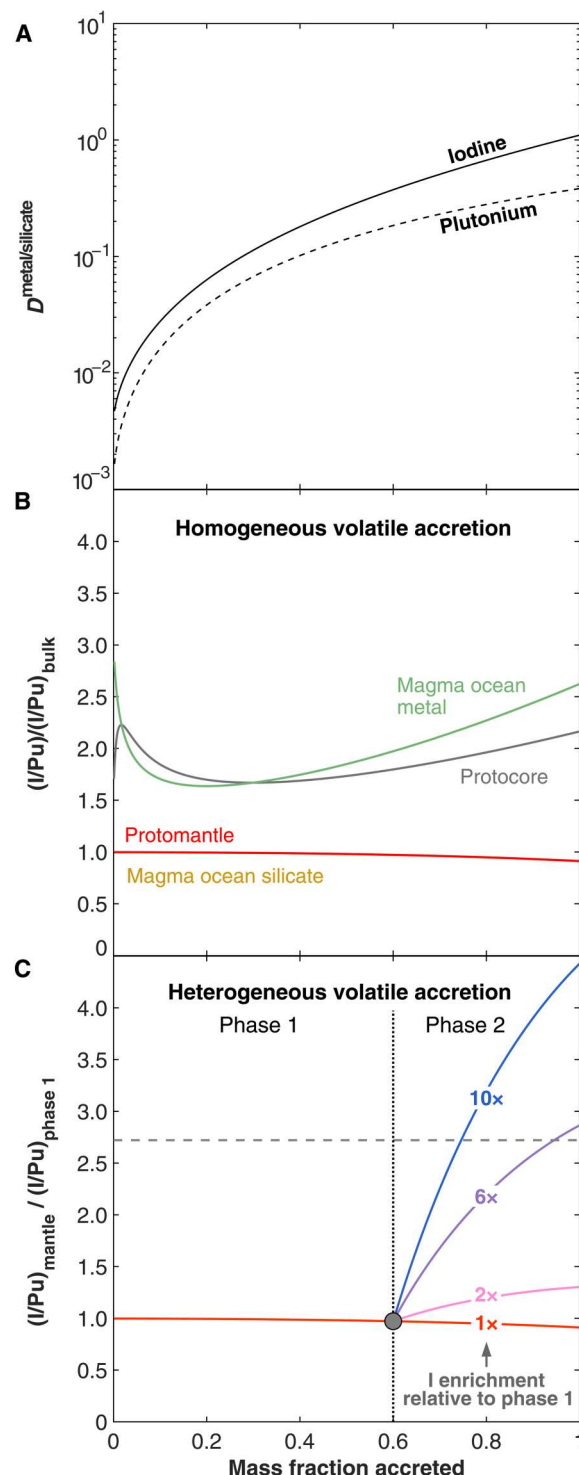 A
10^1
10^0
10^-1
10^-2
10^-3
D^metal/silicate
Iodine
Plutonium
B
Homogeneous volatile accretion
4.0
3.5
3.0
2.5
2.0
1.5
1.0
0.5
0
(I/Pu)/(I/Pu)_bulk
Magma ocean
metal
Protocore
Protomantle
Magma ocean silicate
C
Heterogeneous volatile accretion
Phase 1
Phase 2
4.0
3.5
3.0
2.5
2.0
1.5
1.0
0.5
0
(I/Pu)_mantle / (I/Pu)_phase 1
10×
6×
2×
1×
I enrichment
relative to phase 1
0
0.2
0.4
0.6
0.8
1
Mass fraction accreted